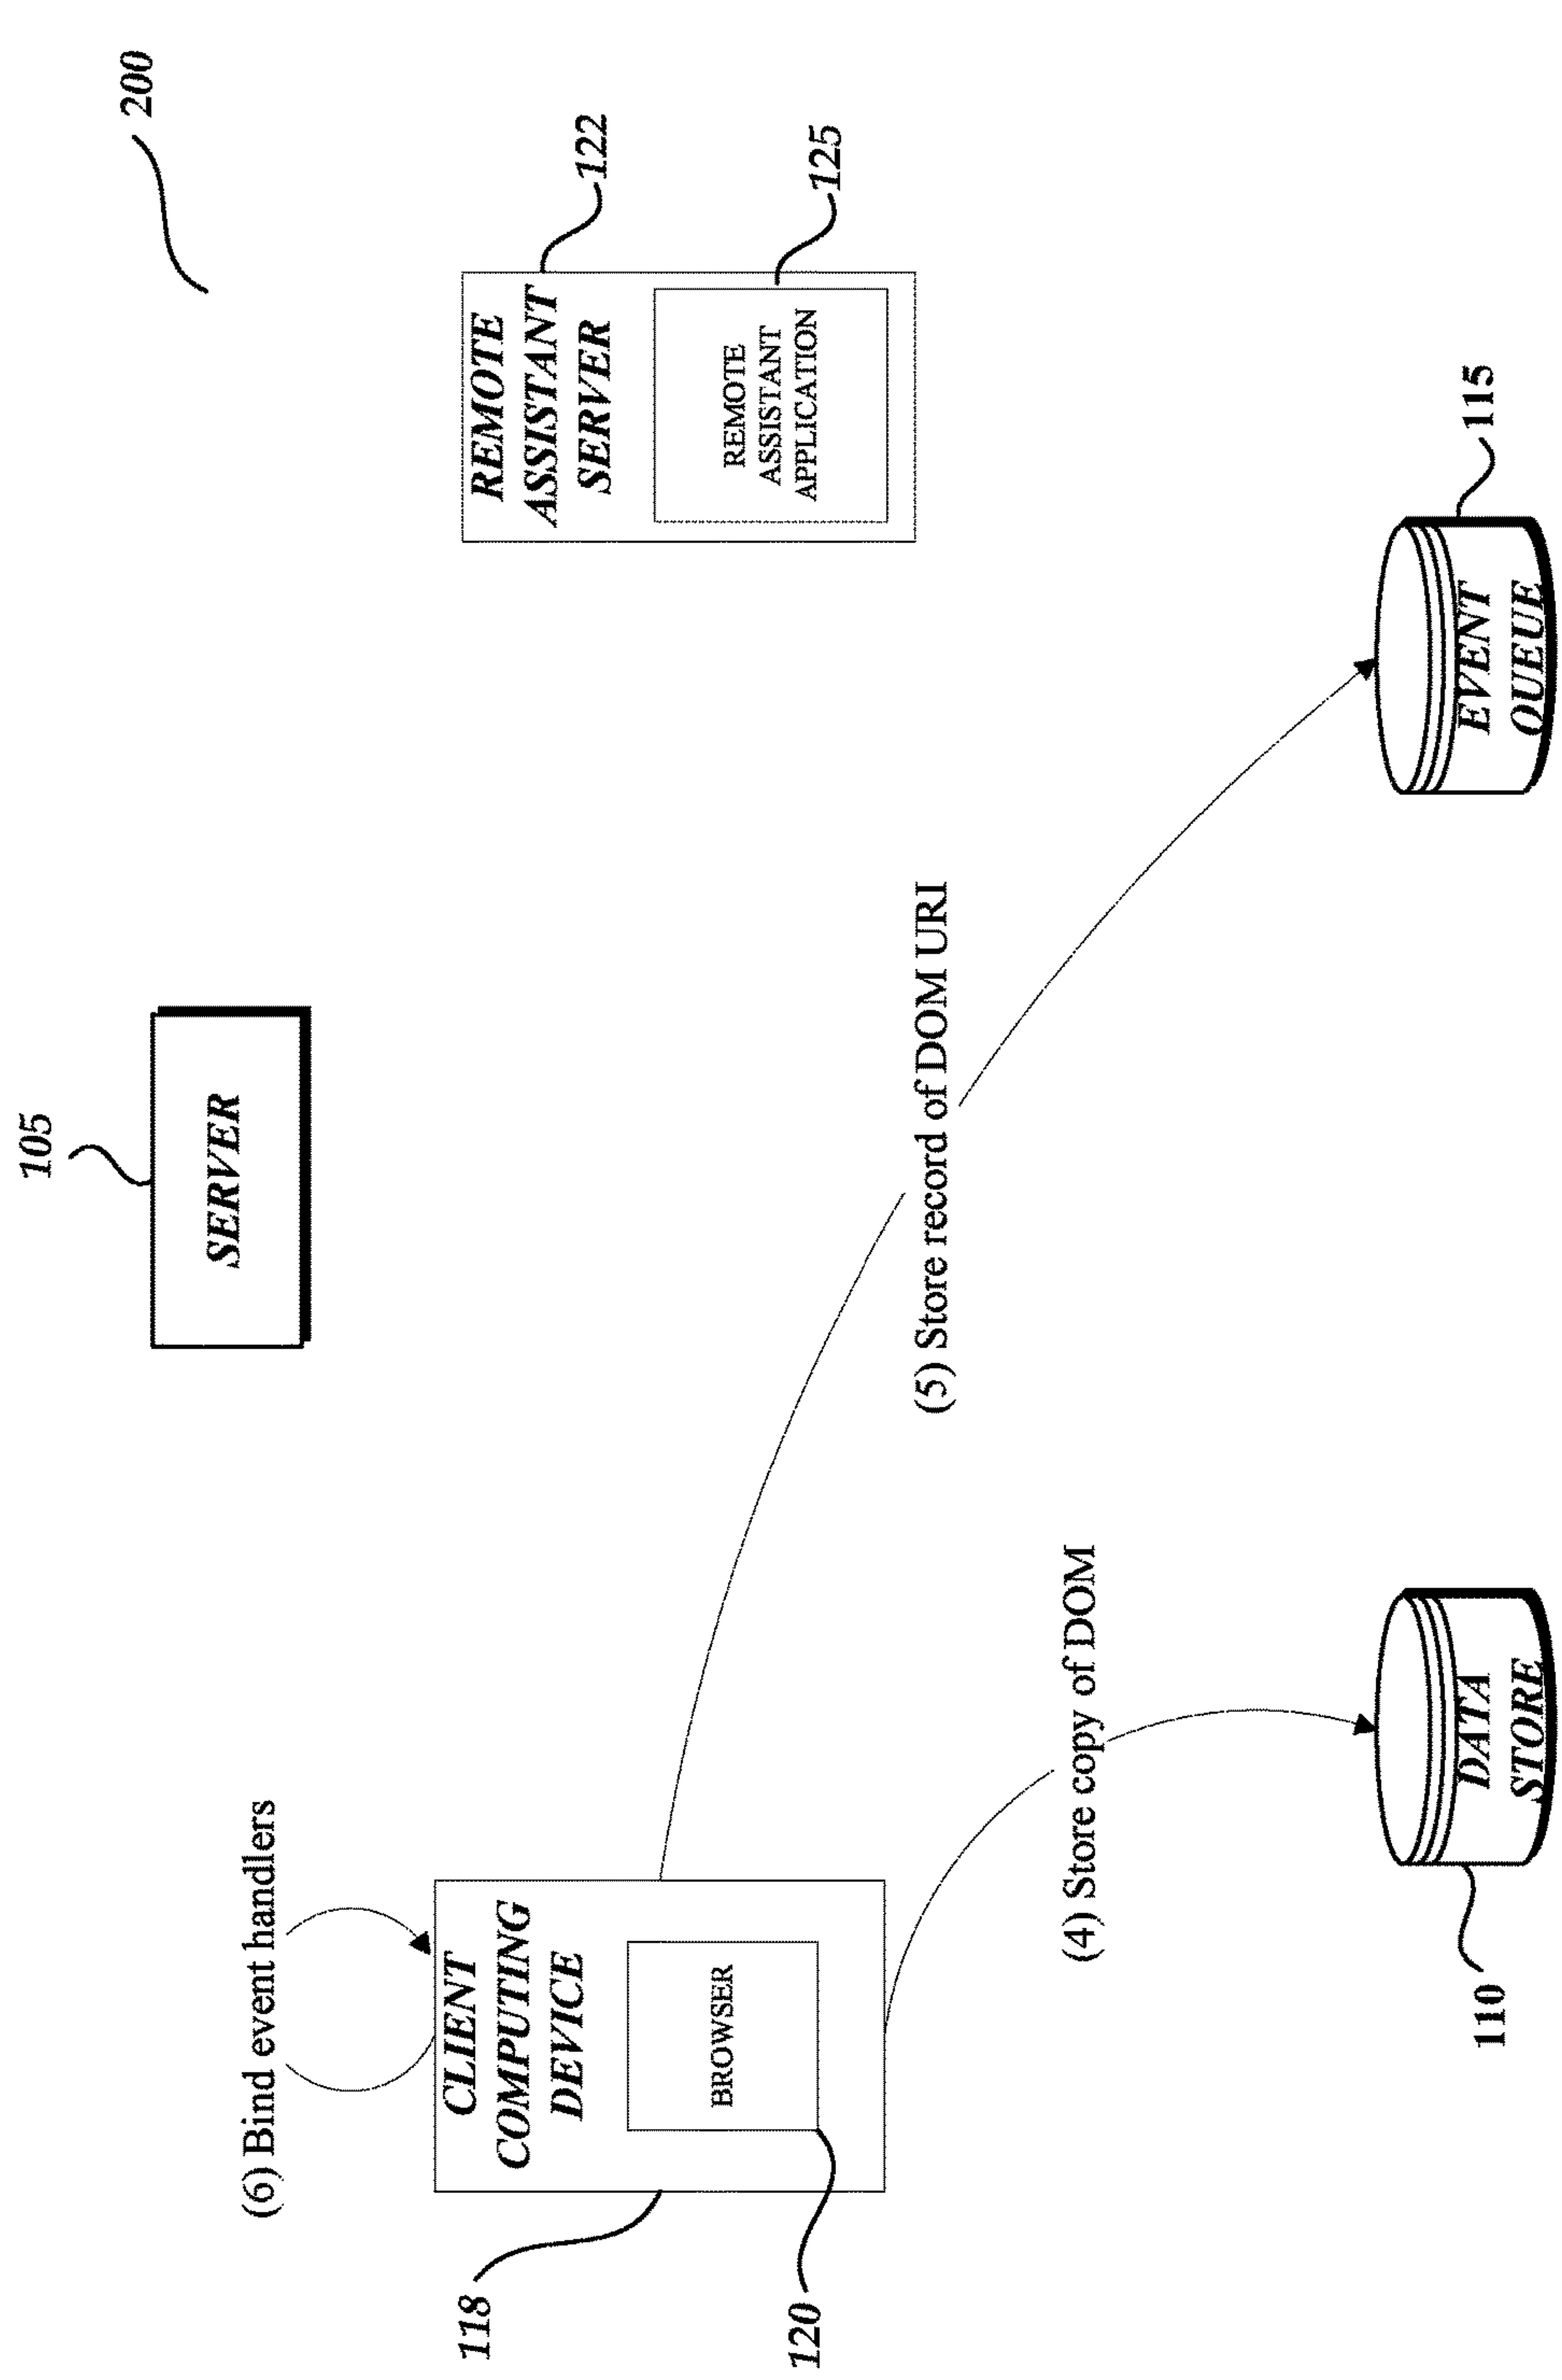 200
105
SERVER
(6) Bind event handlers
118
CLIENT
COMPUTING
DEVICE
BROWSER
120
REMOTE
ASSISTANT
SERVER
122
REMOTE
ASSISTANT
APPLICATION
125
(5) Store record of DOM URI
(4) Store copy of DOM
110
DATA
STORE
EVENT
QUEUE
115